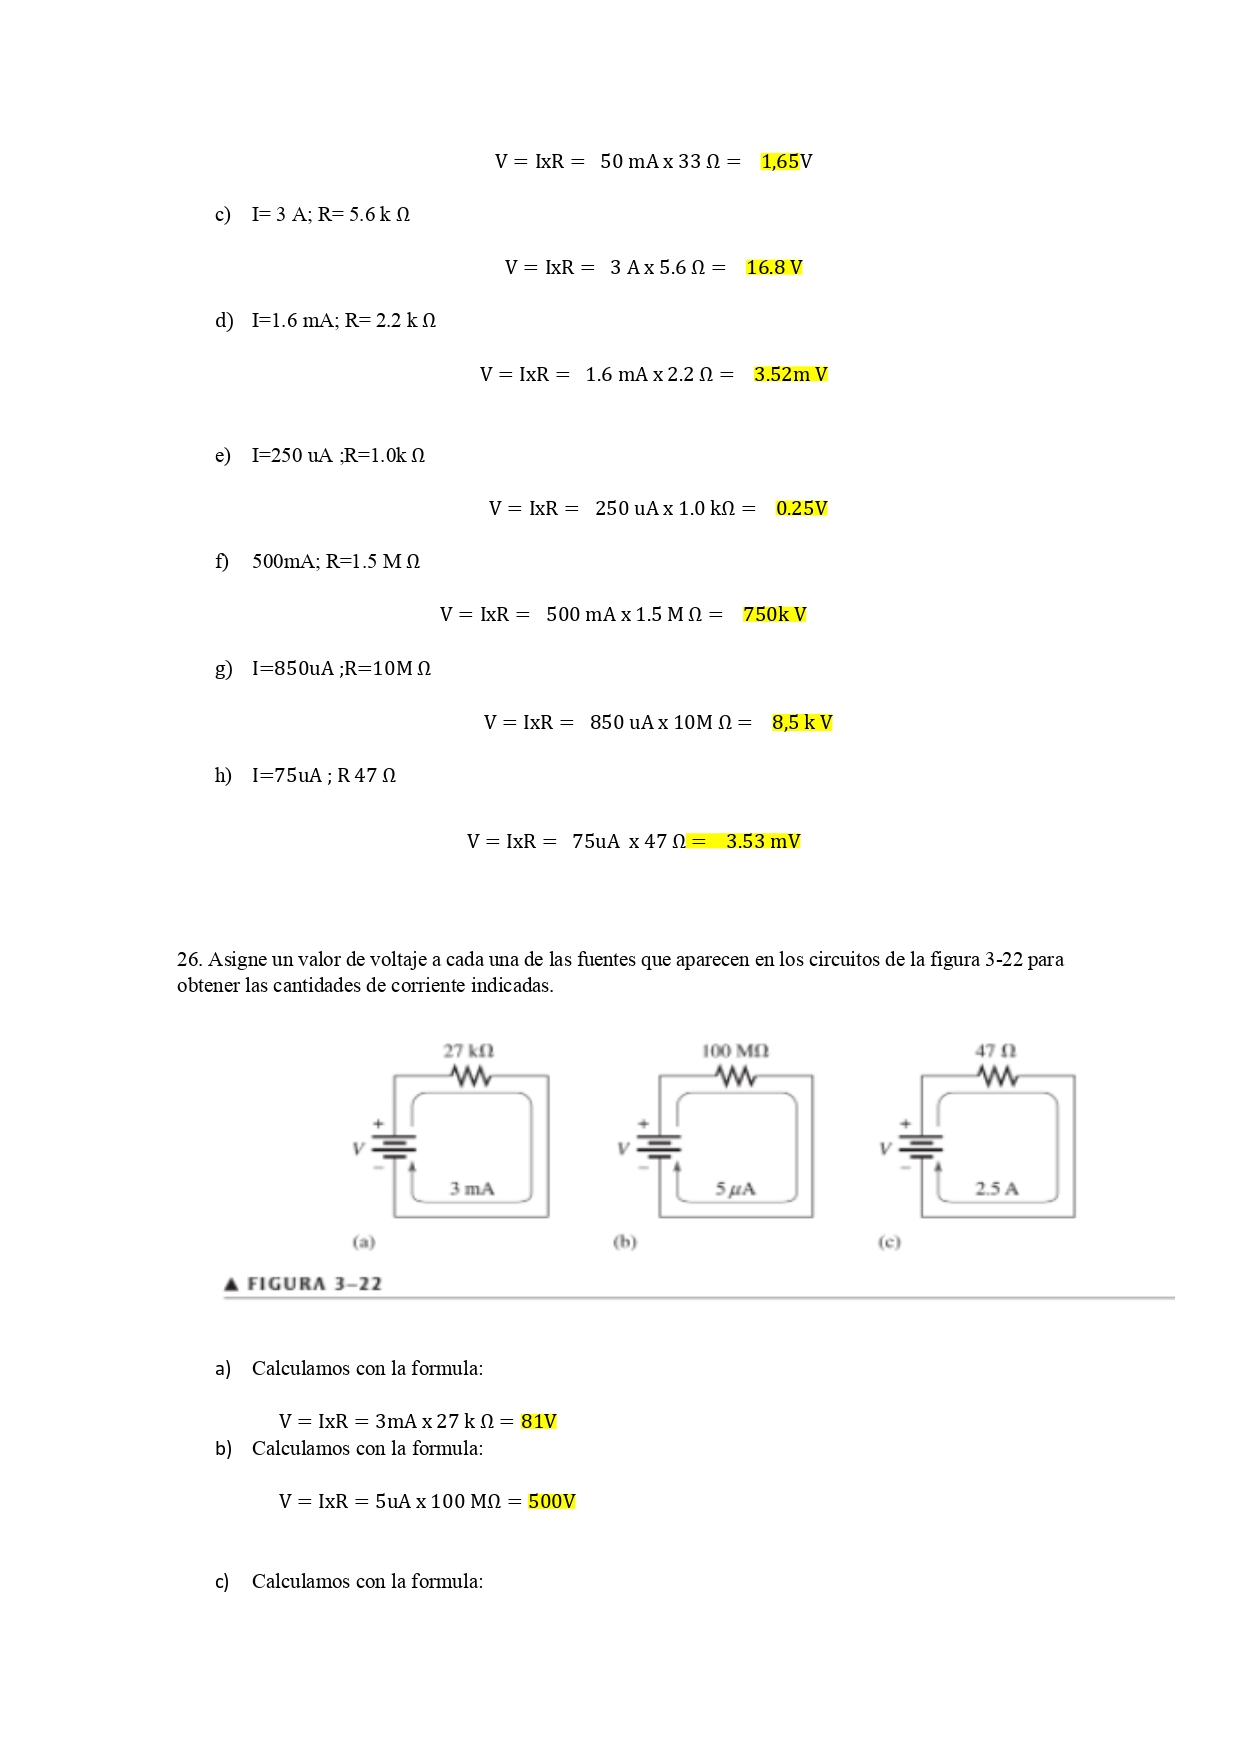 V = IxR = 50 mA x 33 Ω = 1,65V
c) I= 3 A; R= 5.6 k Ω
V = IxR = 3 A x 5.6 Ω = 16.8 V
d) I=1.6 mA; R= 2.2 k Ω
V = IxR = 1.6 mA x 2.2 Ω = 3.52m V
e) I=250 uA ;R=1.0k Ω
V = IxR = 250 uA x 1.0 kΩ = 0.25V
f) 500mA; R=1.5 M Ω
V = IxR = 500 mA x 1.5 M Ω = 750k V
g) I=850uA ;R=10M Ω
V = IxR = 850 uA x 10M Ω = 8,5 k V
h) I=75uA ; R 47 Ω
V = IxR = 75uA x 47 Ω = 3.53 mV
26. Asigne un valor de voltaje a cada una de las fuentes que aparecen en los circuitos de la figura 3-22 para
obtener las cantidades de corriente indicadas.
27 kΩ 100 MΩ 47 Ω
+ + +
V V V
− − −
3 mA 5 μA 2.5 A
(a) (b) (c)
▲ FIGURA 3–22
a) Calculamos con la formula:
V = IxR = 3mA x 27 k Ω = 81V
b) Calculamos con la formula:
V = IxR = 5uA x 100 MΩ = 500V
c) Calculamos con la formula: